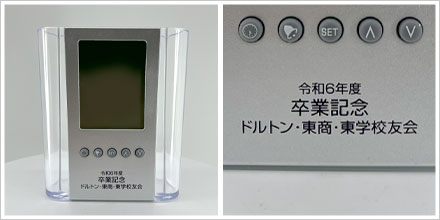 令和6年度
卒業記念
ドルトン・東商・東学校友会
SET
令和6年度
卒業記念
ドルトン・東商・東学校友会